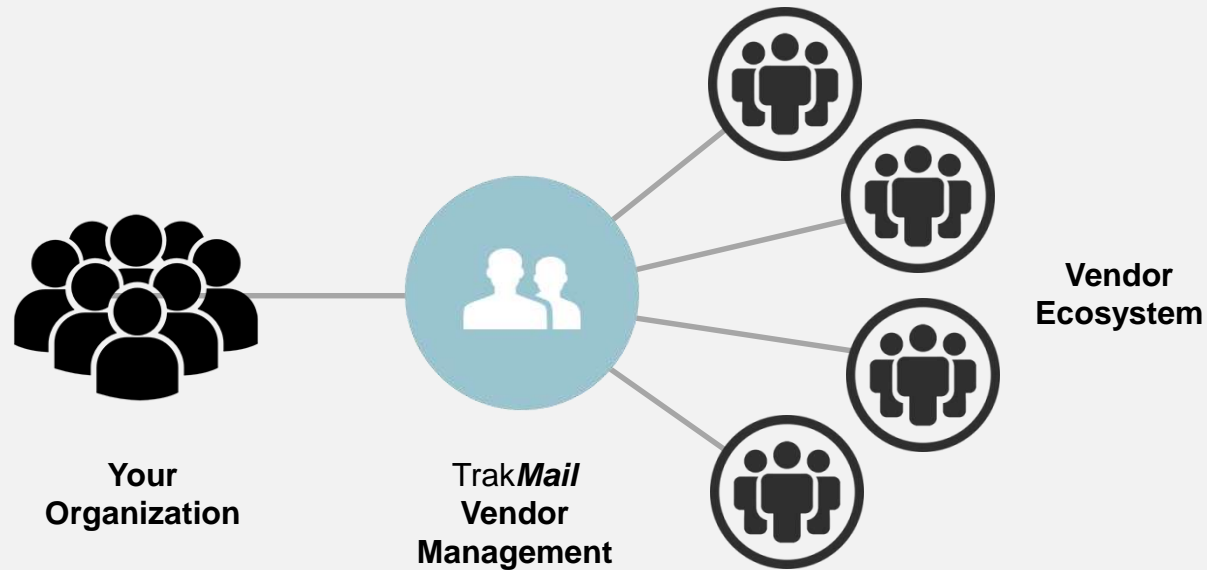 Your
Organization
TrakMail
Vendor
Management
Vendor
Ecosystem